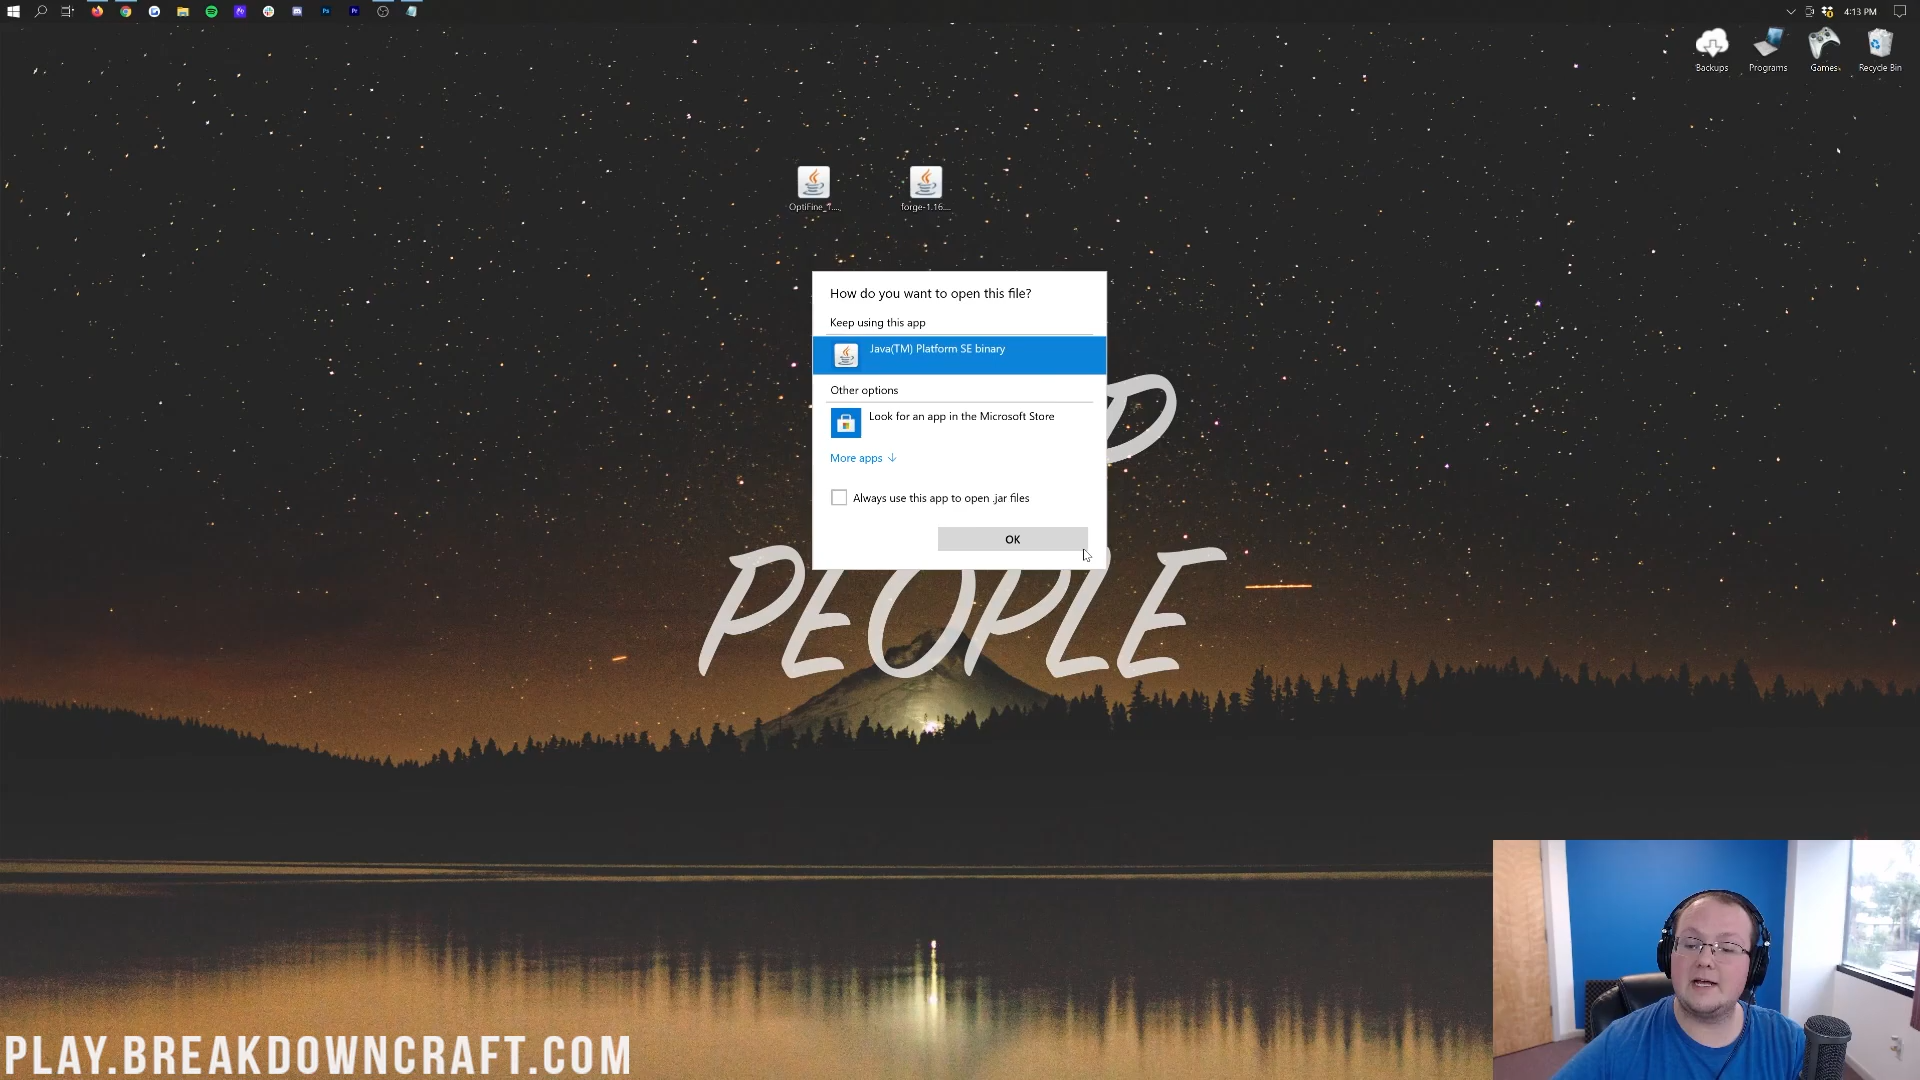 4:13 PM
Backups
Programs
Games
Recycle Bin
OptiFine_1....
forge-1.16....
How do you want to open this file?
Keep using this app
Java(TM) Platform SE binary
Other options
Look for an app in the Microsoft Store
More apps
Always use this app to open .jar files
OK
PEOPLE
PLAY.BREAKDOWNCRAFT.COM